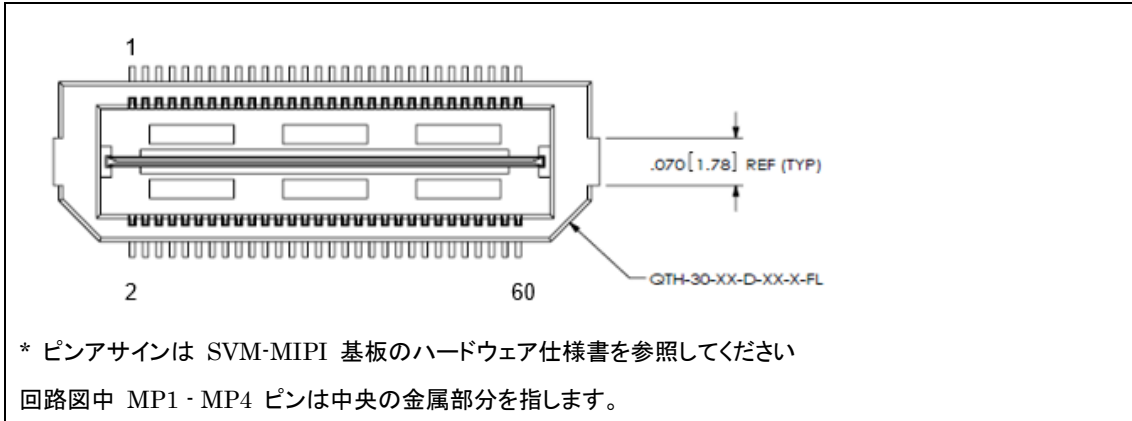 1
.070[1.78] REF (TYP)
QTH-30-XX-D-XX-X-FL
2
60
* ピンアサインは SVM-MIPI 基板のハードウェア仕様書を参照してください
回路図中 MP1 - MP4 ピンは中央の金属部分を指します。